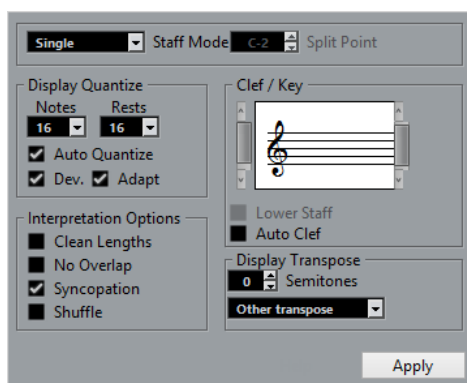 Single Staff Mode C-2 Split Point
Display Quantize
Notes Rests
16 16
Auto Quantize
Dev. Adapt
Interpretation Options
Clean Lengths
No Overlap
Syncopation
Shuffle
Clef / Key
Lower Staff
Auto Clef
Display Transpose
0 Semitones
Other transpose
Apply